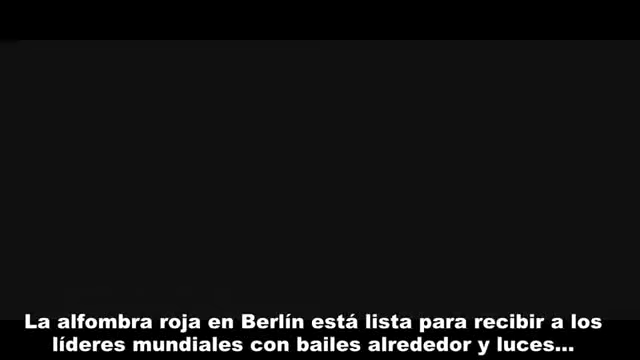 La alfombra roja en Berlín está lista para recibir a los
líderes mundiales con bailes alrededor y luces...